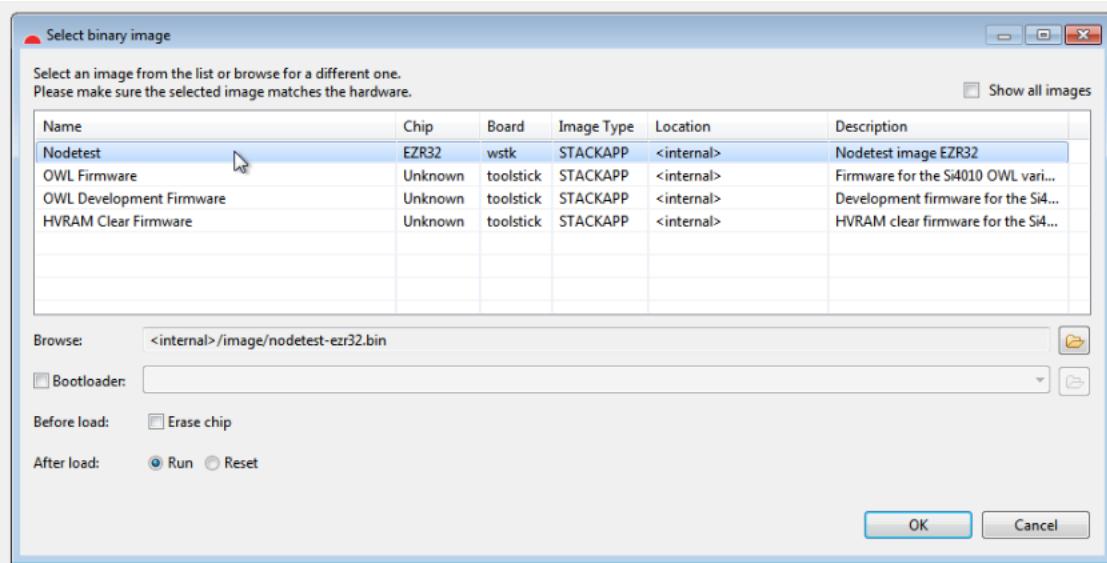 Select binary image
Select an image from the list or browse for a different one.
Please make sure the selected image matches the hardware.
Show all images
Name Chip Board Image Type Location Description
Nodetest EZR32 wstk STACKAPP <internal> Nodetest image EZR32
OWL Firmware Unknown toolstick STACKAPP <internal> Firmware for the Si4010 OWL vari...
OWL Development Firmware Unknown toolstick STACKAPP <internal> Development firmware for the Si4...
HVRAM Clear Firmware Unknown toolstick STACKAPP <internal> HVRAM clear firmware for the Si4...
Browse: <internal>/image/nodetest-ezr32.bin
Bootloader:
Before load: Erase chip
After load: Run Reset
OK Cancel